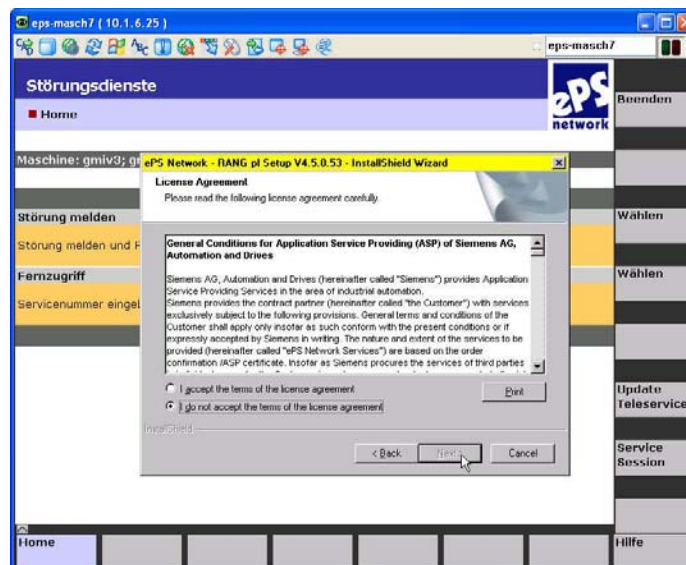 eps-masch7 ( 10.1.6.25 )
eps-masch7
Störungsdienste
Home
ePS
network
Beenden
Maschine: gmiv3;
ePS Network - RANG pl Setup V4.5.0.53 - InstallShield Wizard
License Agreement
Please read the following license agreement carefully.
Störung melden
Wählen
Störung melden und
General Conditions for Application Service Providing (ASP) of Siemens AG,
Automation and Drives
Fernzugriff
Wählen
Servicenummer
Siemens AG, Automation and Drives (hereinafter called "Siemens") provides Application
Service Providing Services in the area of industrial automation.
Siemens provides the contract partner (hereinafter called "the Customer") with services
exclusively subject to the following provisions. General terms and conditions of the
Customer shall apply only insofar as such conform with the present conditions or if
expressly accepted by Siemens in writing. The nature and extent of the services to be
provided (hereinafter called "ePS Network Services") are based on the order
confirmation /ASP certificate. Insofar as Siemens procures the services of third parties
I accept the terms of the license agreement
Print
I do not accept the terms of the license agreement
Update
Teleservice
InstallShield
< Back
Next >
Cancel
Service
Session
Home
Hilfe